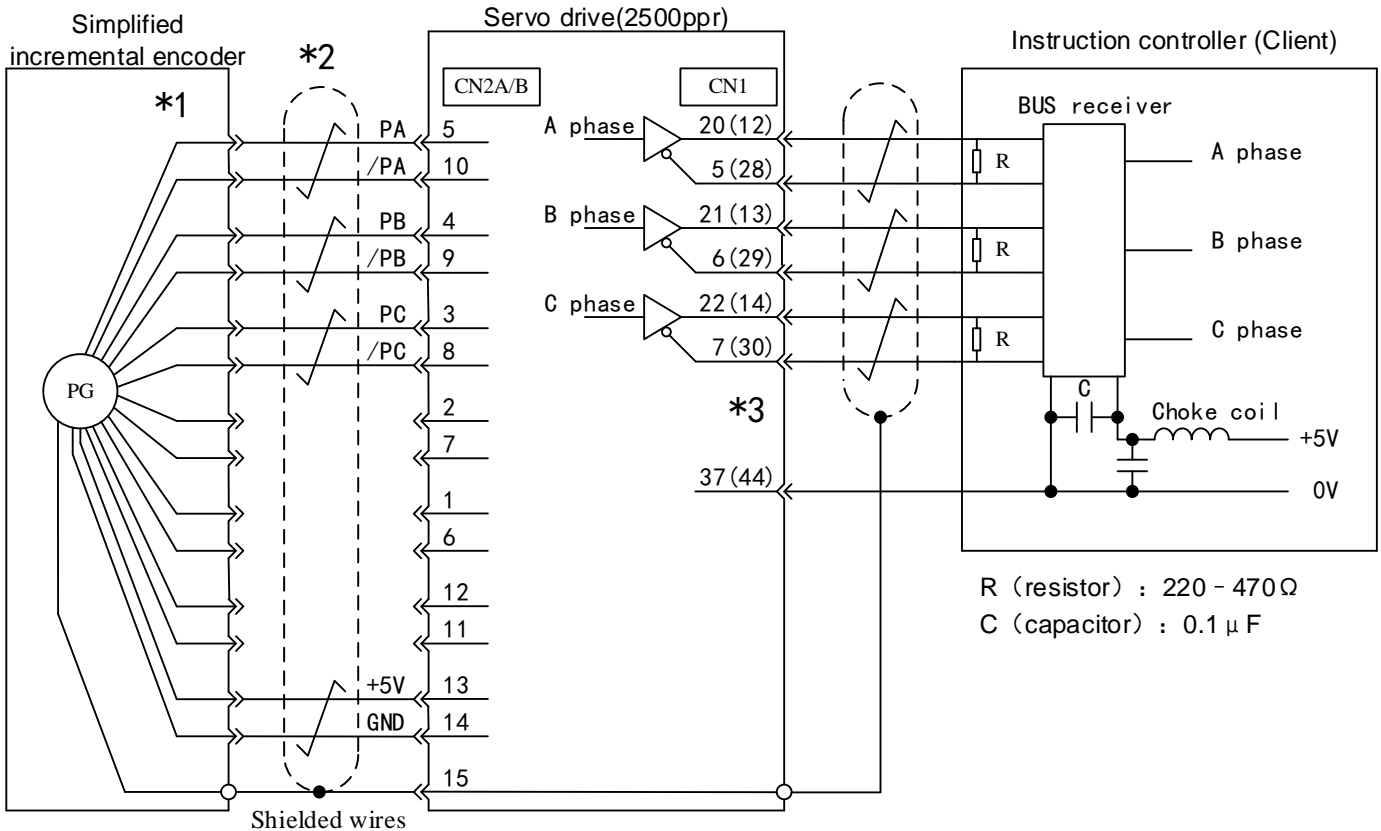 Simplified
incremental encoder
*1
*2
Servo drive(2500ppr)
CN2A/B
CN1
Instruction controller (Client)
BUS receiver
PA 5
/PA 10
PB 4
/PB 9
PC 3
/PC 8
2
7
1
6
12
11
+5V 13
GND 14
15
PG
Shielded wires
A phase 20(12)
5(28)
B phase 21(13)
6(29)
C phase 22(14)
7(30)
*3
37(44)
R
R
R
A phase
B phase
C phase
C
Choke coil
+5V
0V
R（resistor）：220－470Ω
C（capacitor）：0.1μF